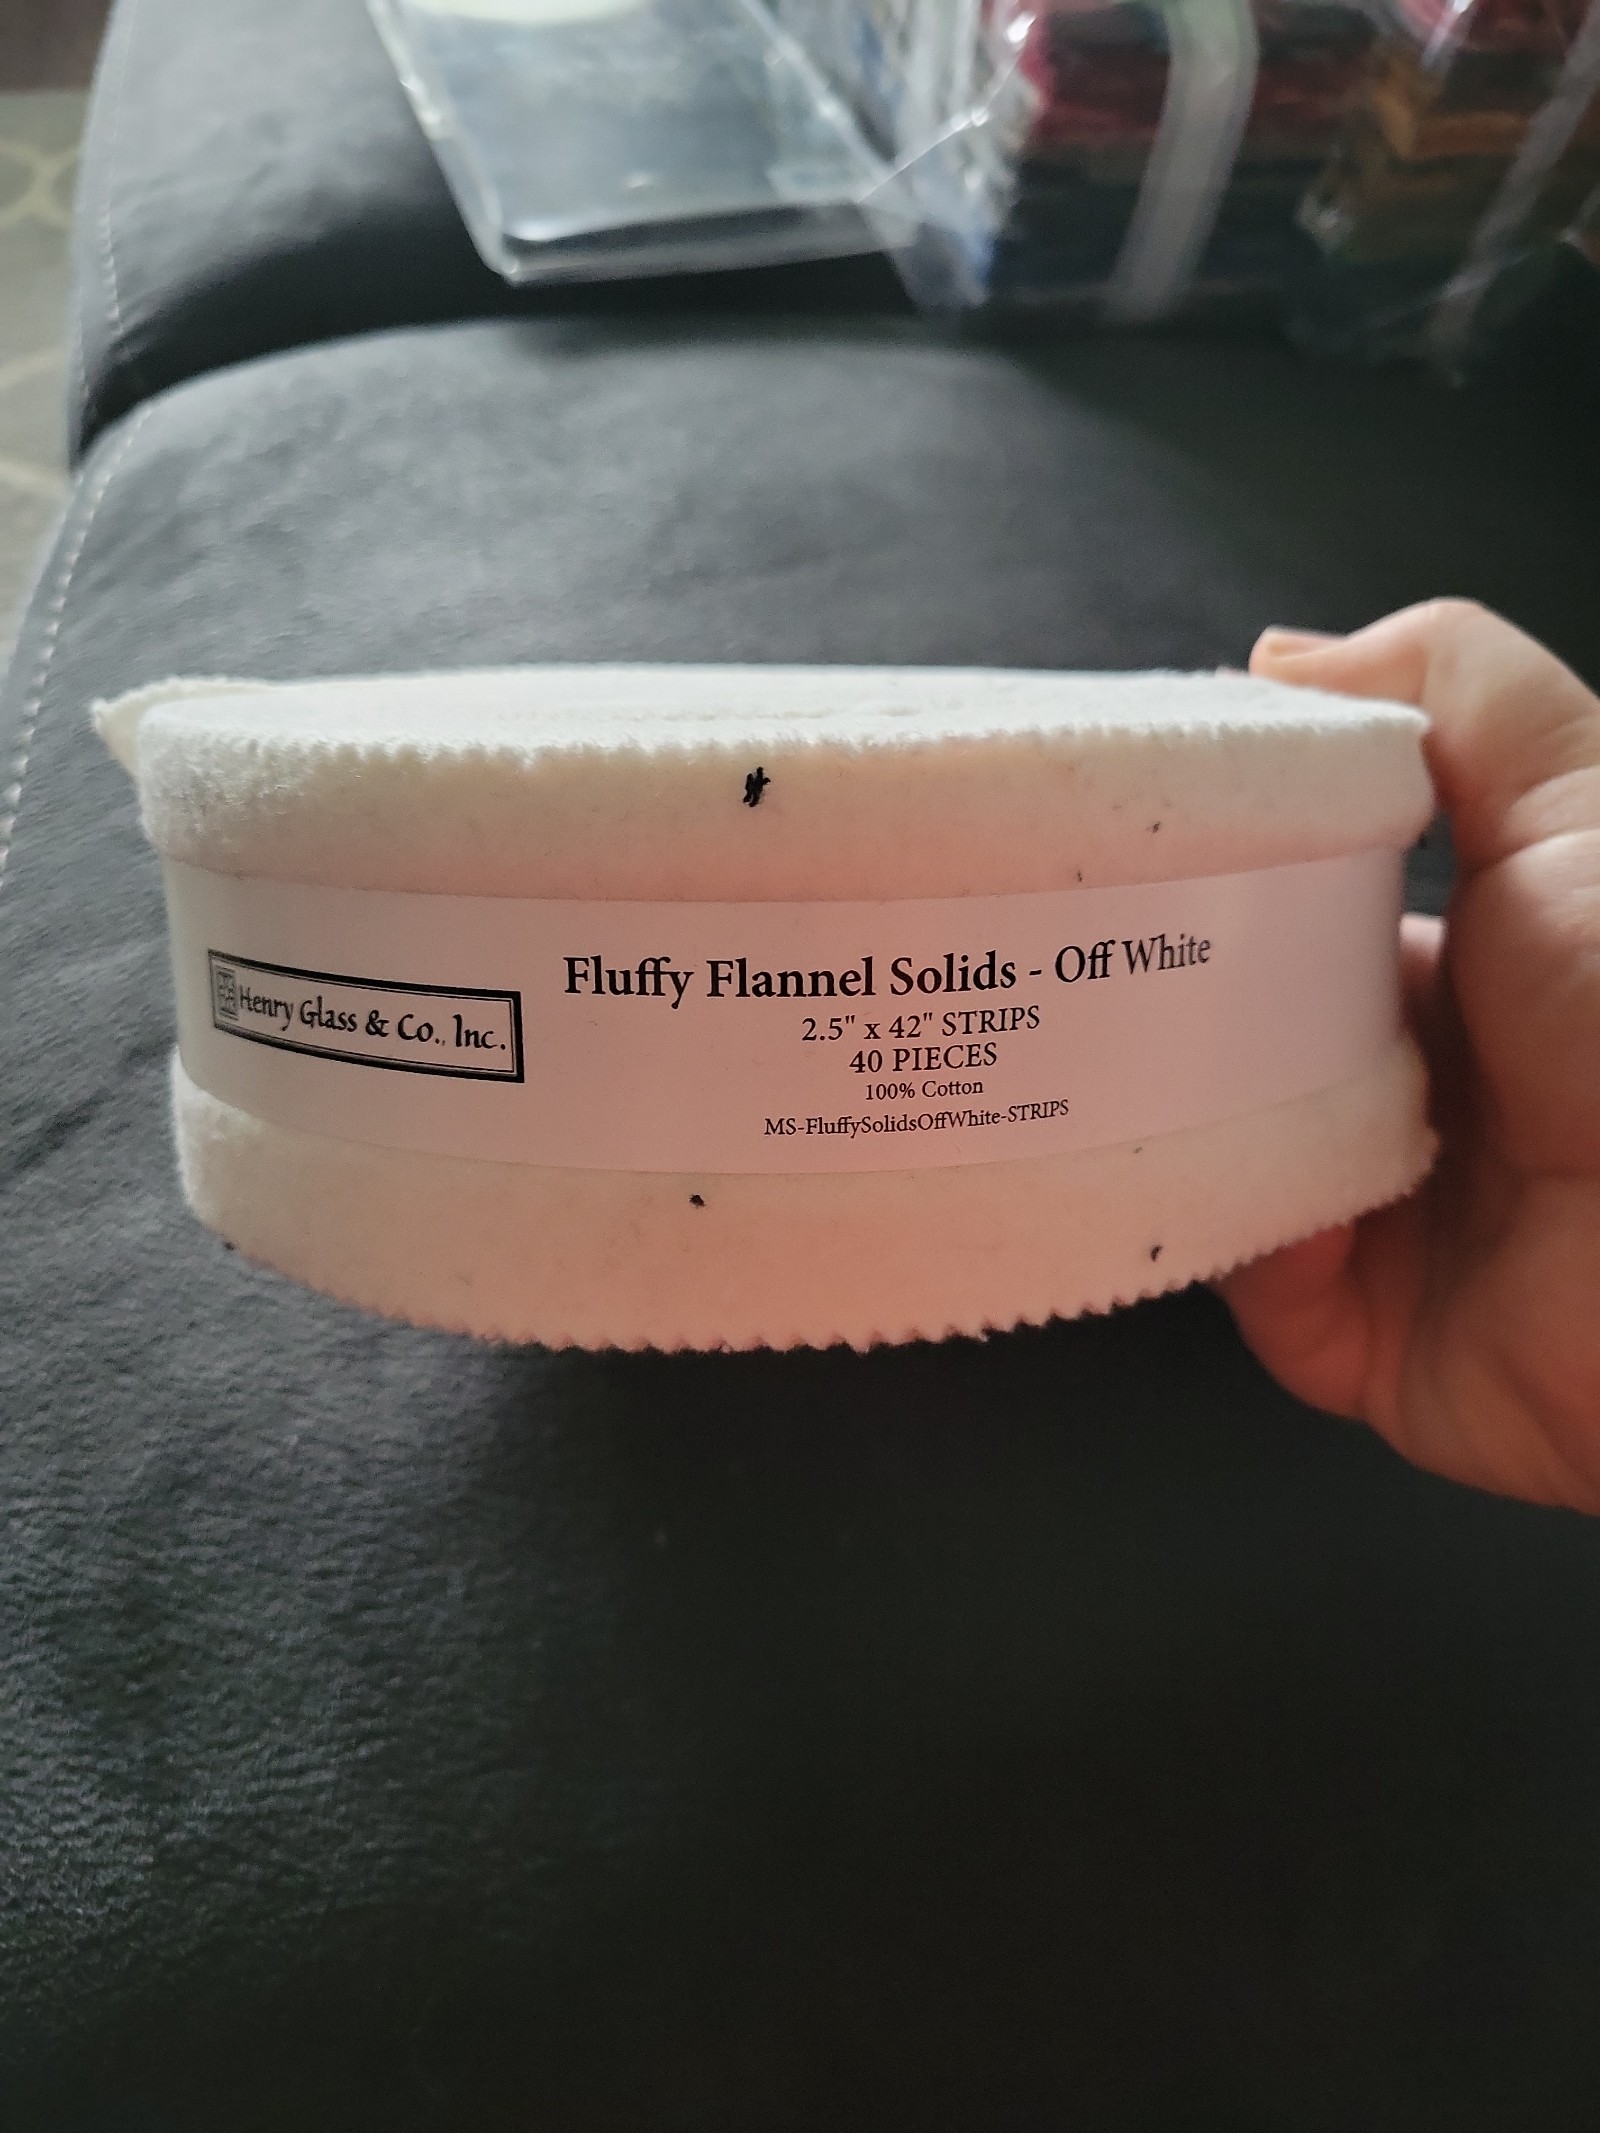 Henry Glass & Co., Inc.
Fluffy Flannel Solids - Off White
2.5" x 42" STRIPS
40 PIECES
100% Cotton
MS-FluffySolidsOffWhite-STRIPS